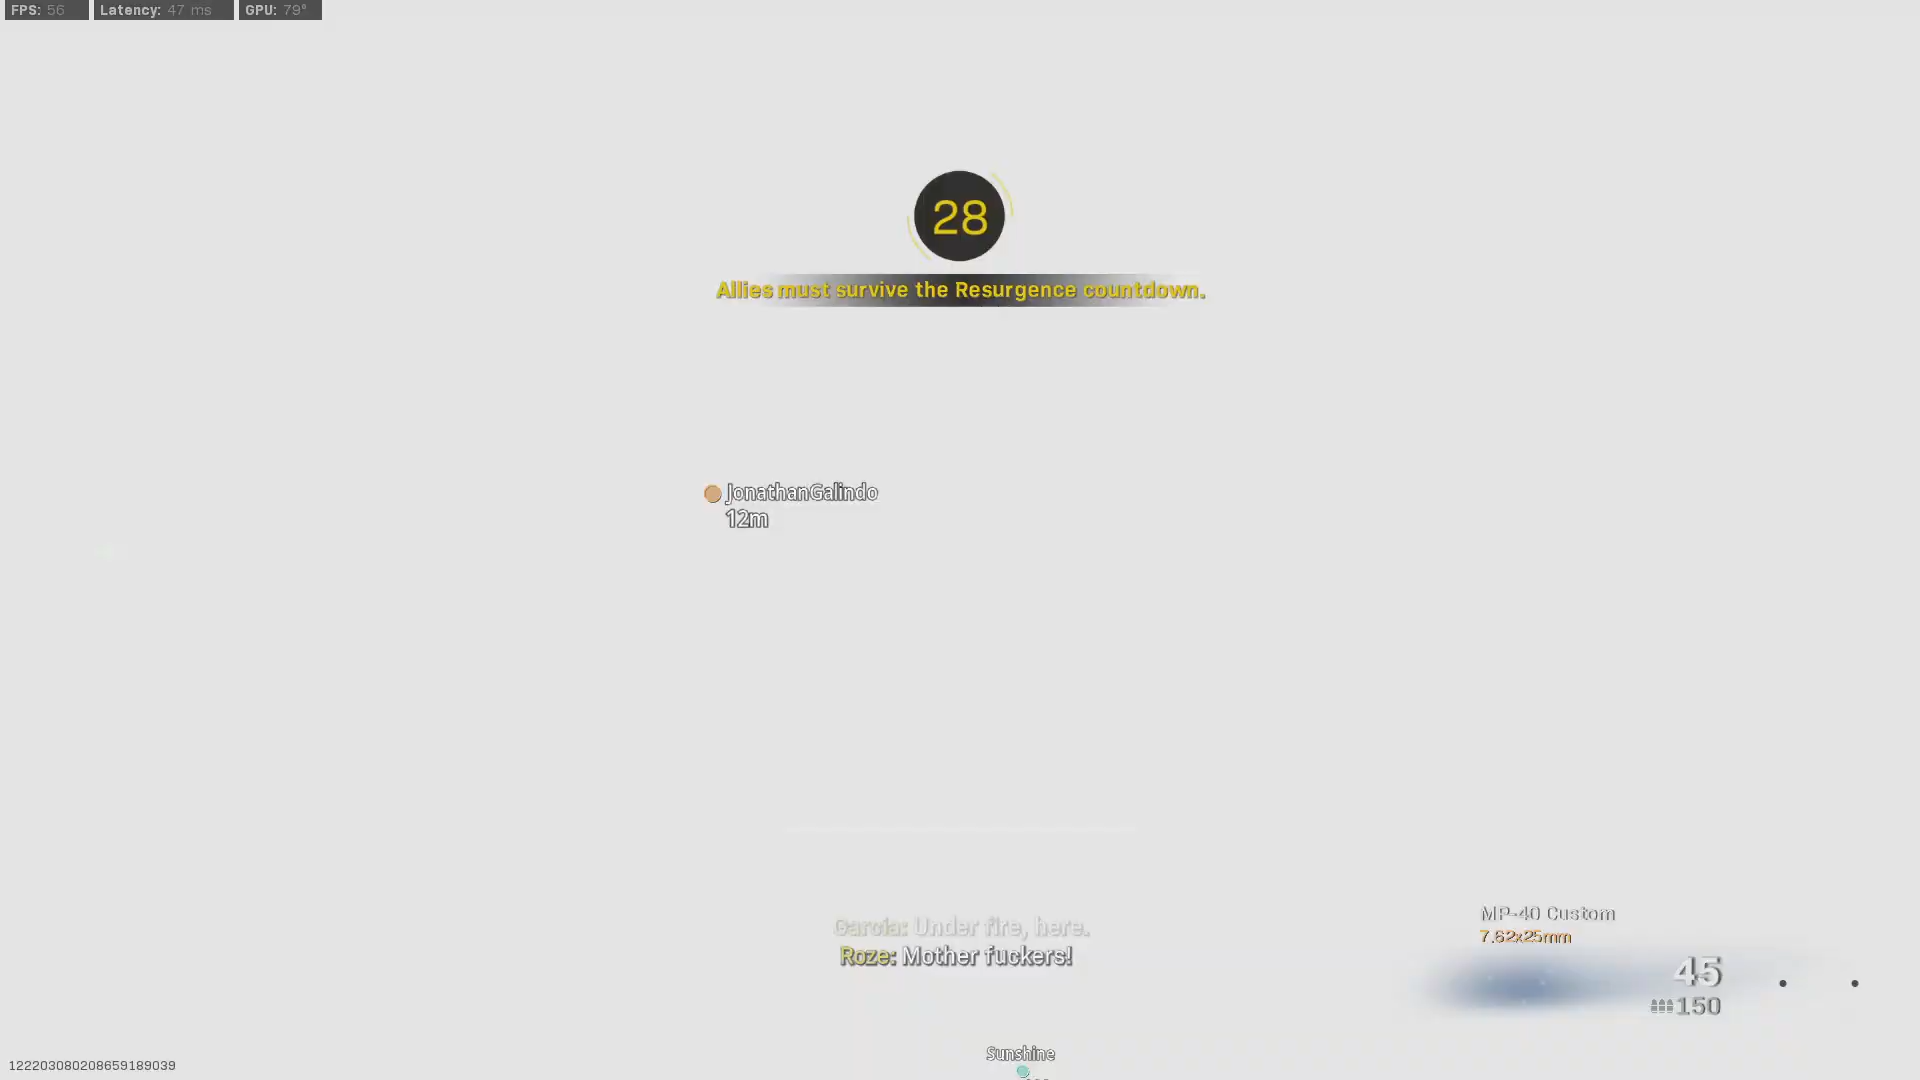 FPS: 56 Latency: 47 ms GPU: 79°
28
Allies must survive the Resurgence countdown.
JonathanGalindo
12m
Garcia: Under fire, here.
Roze: Mother fuckers!
MP-40 Custom
7.62x25mm
45
150
Sunshine
122203080208659189039